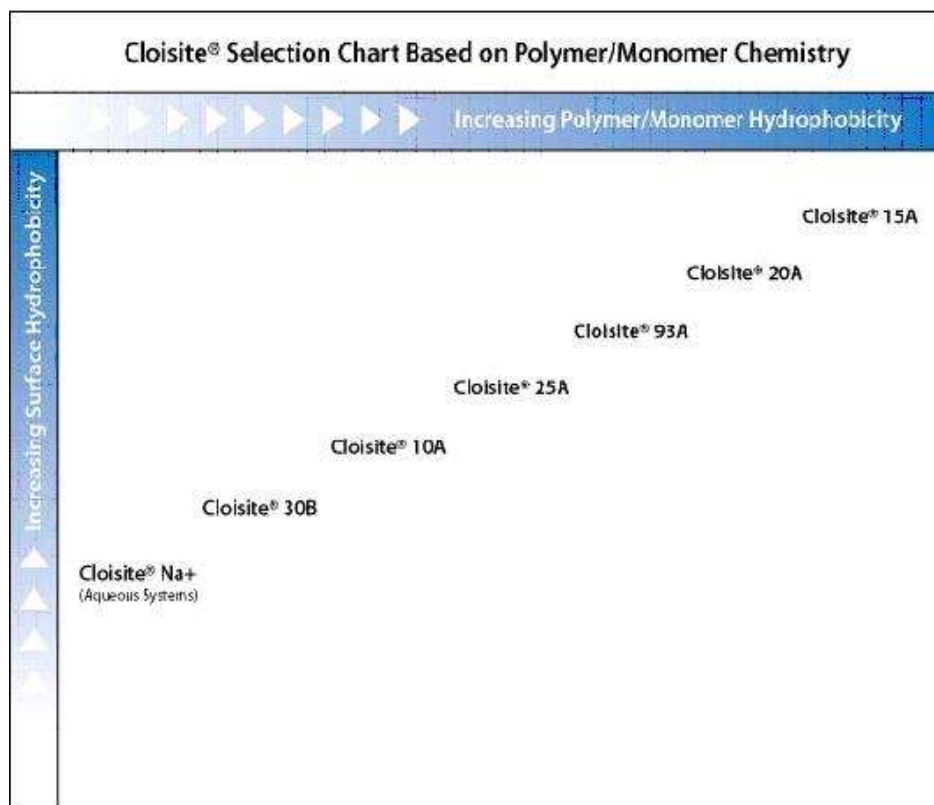 Cloisite® Selection Chart Based on Polymer/Monomer Chemistry
Increasing Polymer/Monomer Hydrophobicity
Increasing Surface Hydrophobicity
Cloisite® 15A
Cloisite® 20A
Cloisite® 93A
Cloisite® 25A
Cloisite® 10A
Cloisite® 30B
Cloisite® Na+
(Aqueous Systems)